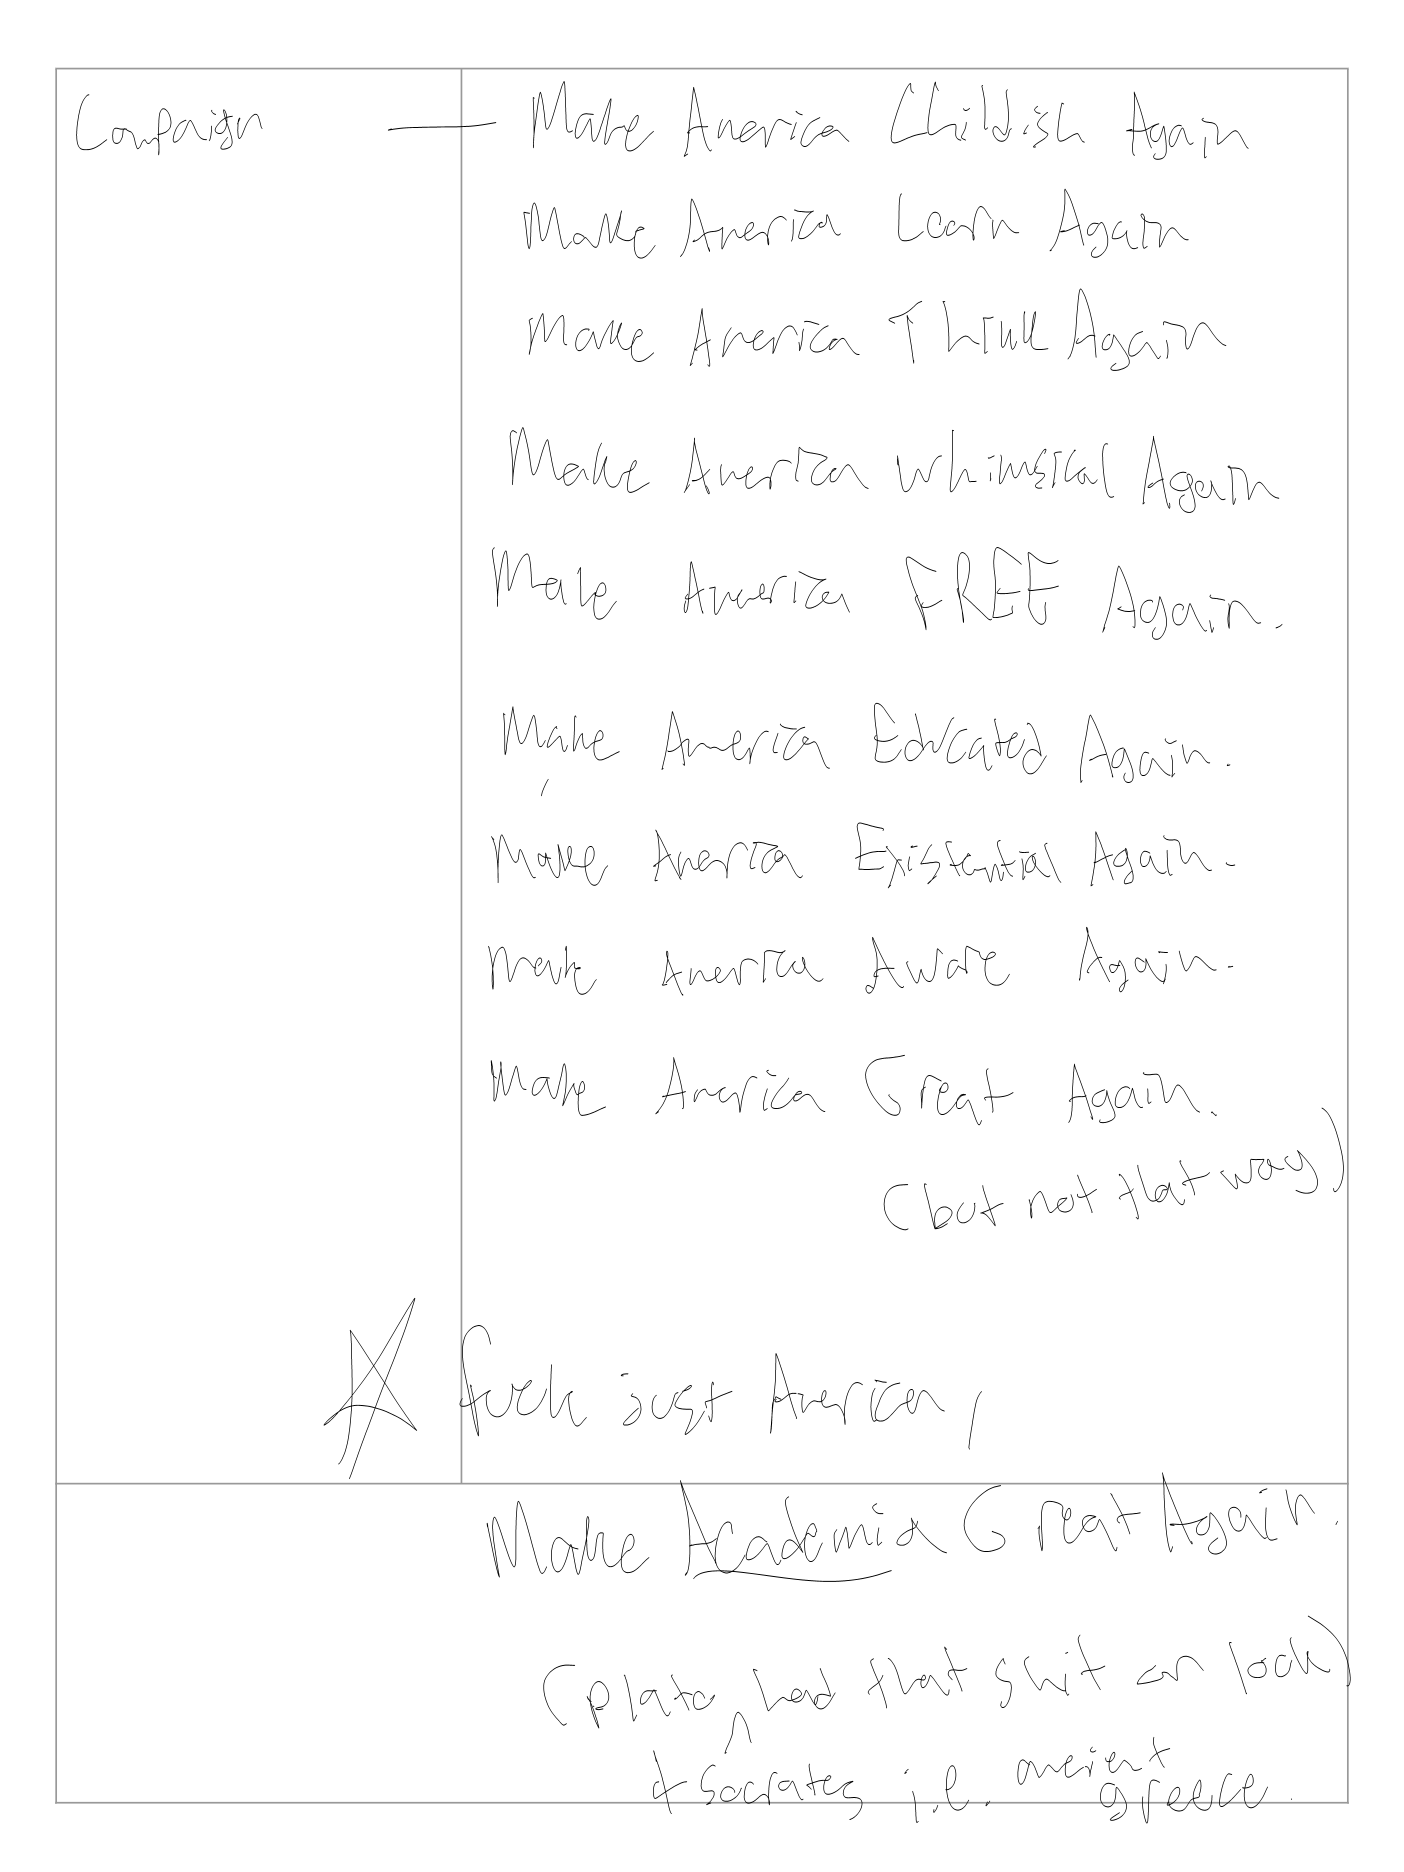 Campaign — Make America Childish Again
Make America Learn Again
Make America Think Again
Make America Whimsical Again
Make America FREE Again.
Make America Educated Again.
Make America Existential Again.
Make America Aware Again.
Make America Great Again.
(but not that way)
☆ fuck just America,
Make Academia Great Again.
(plato ^ had that shit on lock)
+ Socrates i.e. ancient greece.